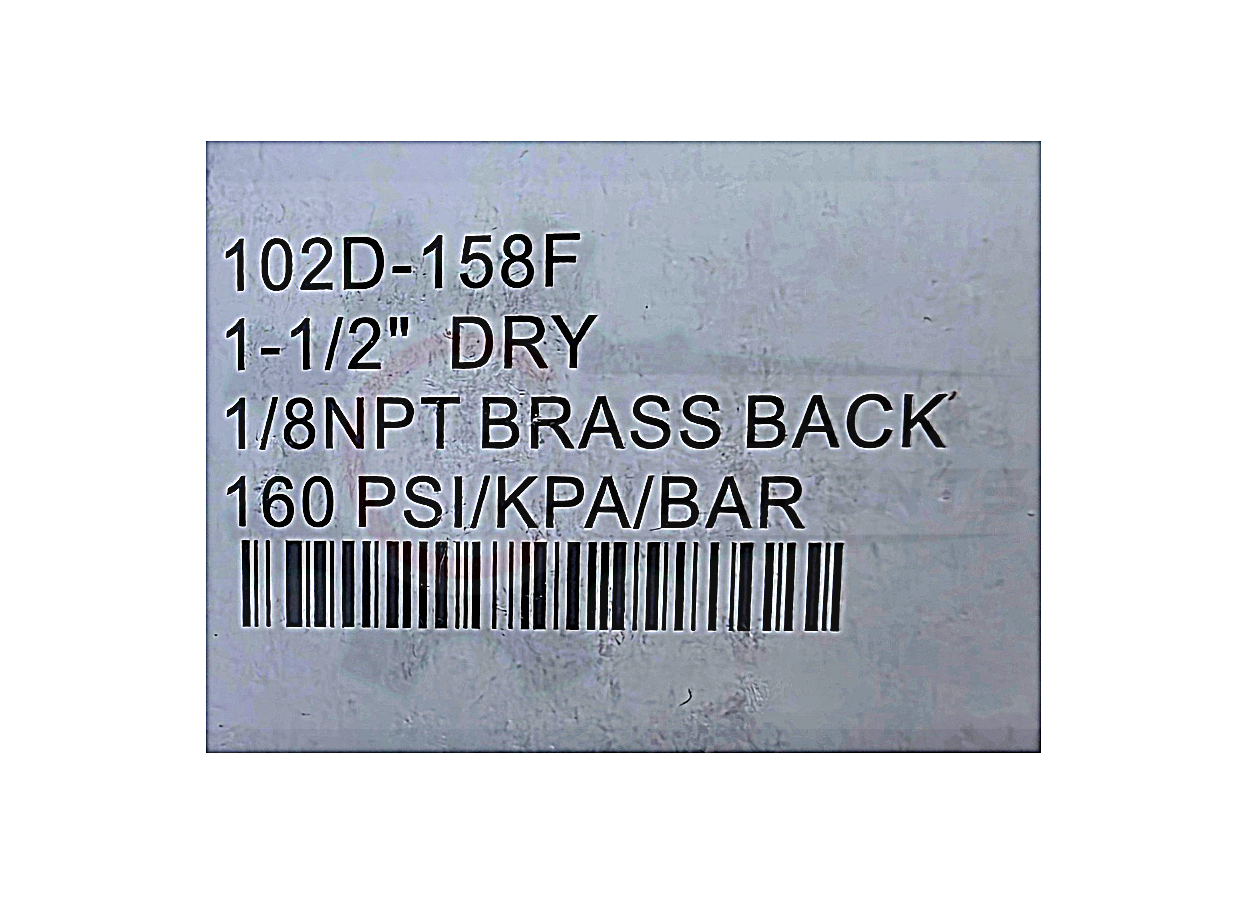 102D-158F
1-1/2" DRY
1/8NPT BRASS BACK
160 PSI/KPA/BAR